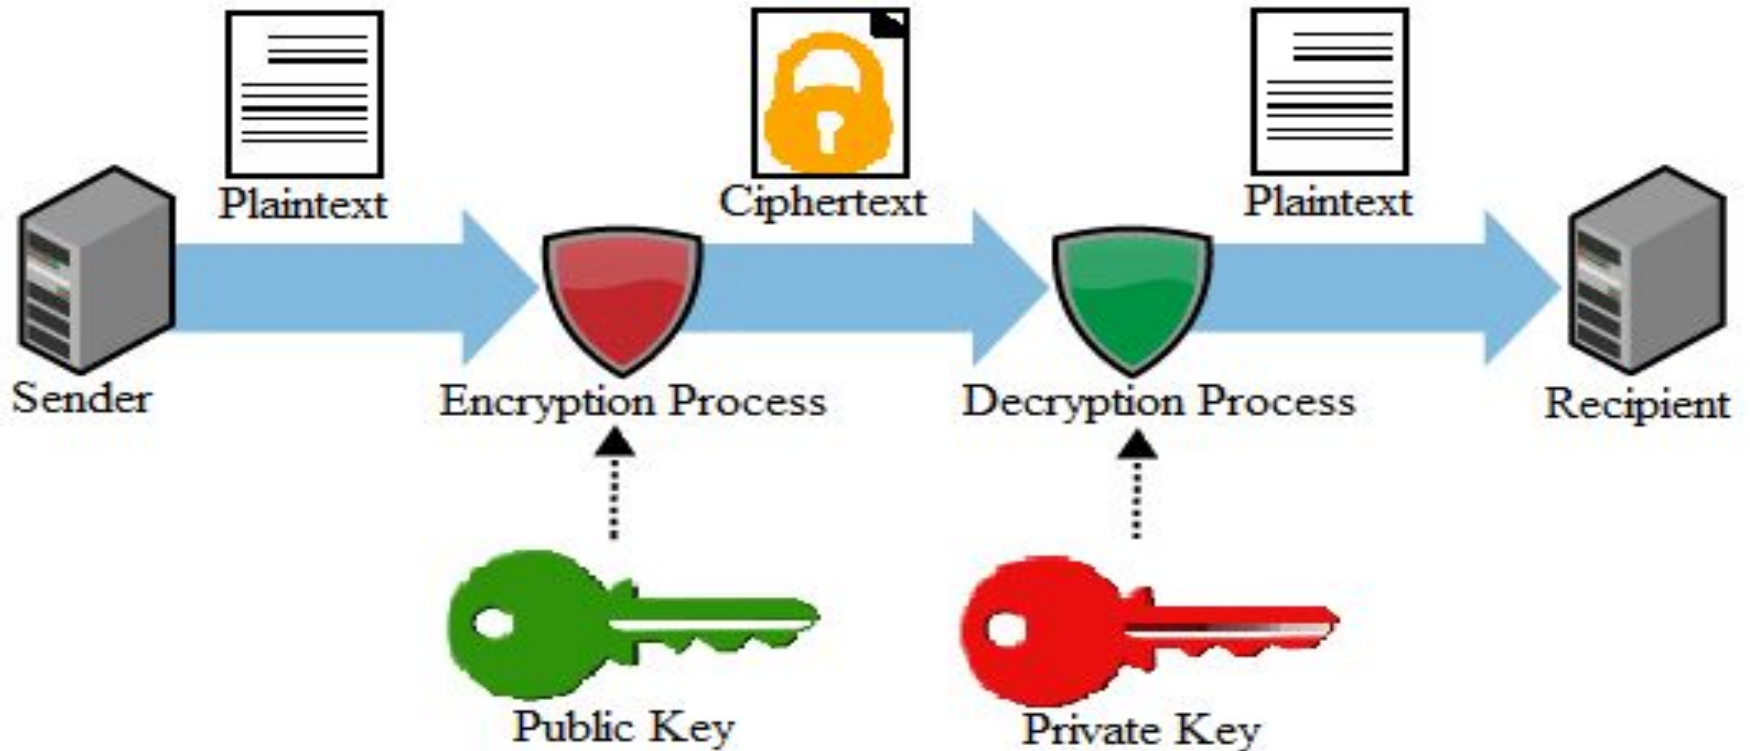 Plaintext
Ciphertext
Plaintext
Sender
Encryption Process
Decryption Process
Recipient
Public Key
Private Key